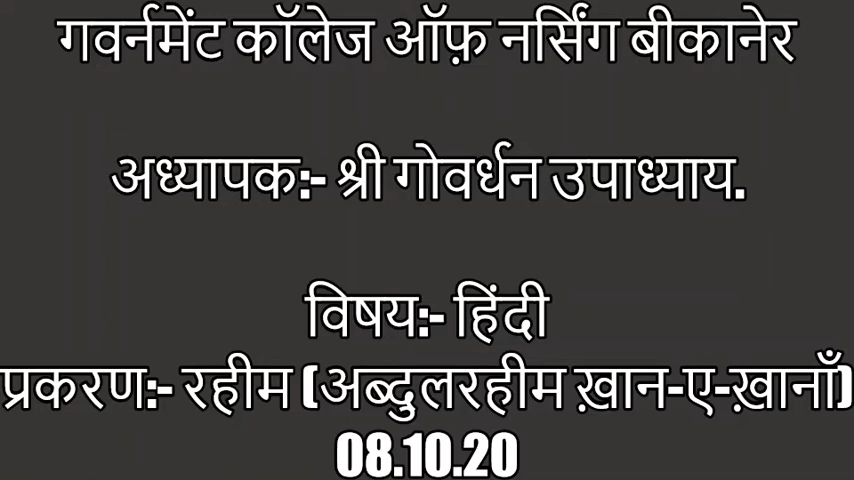 गवर्नमेंट कॉलेज ऑफ़ नर्सिंग बीकानेर
अध्यापक:- श्री गोवर्धन उपाध्याय.
विषय:- हिंदी
प्रकरण:- रहीम (अब्दुलरहीम ख़ान-ए-ख़ानाँ)
08.10.20